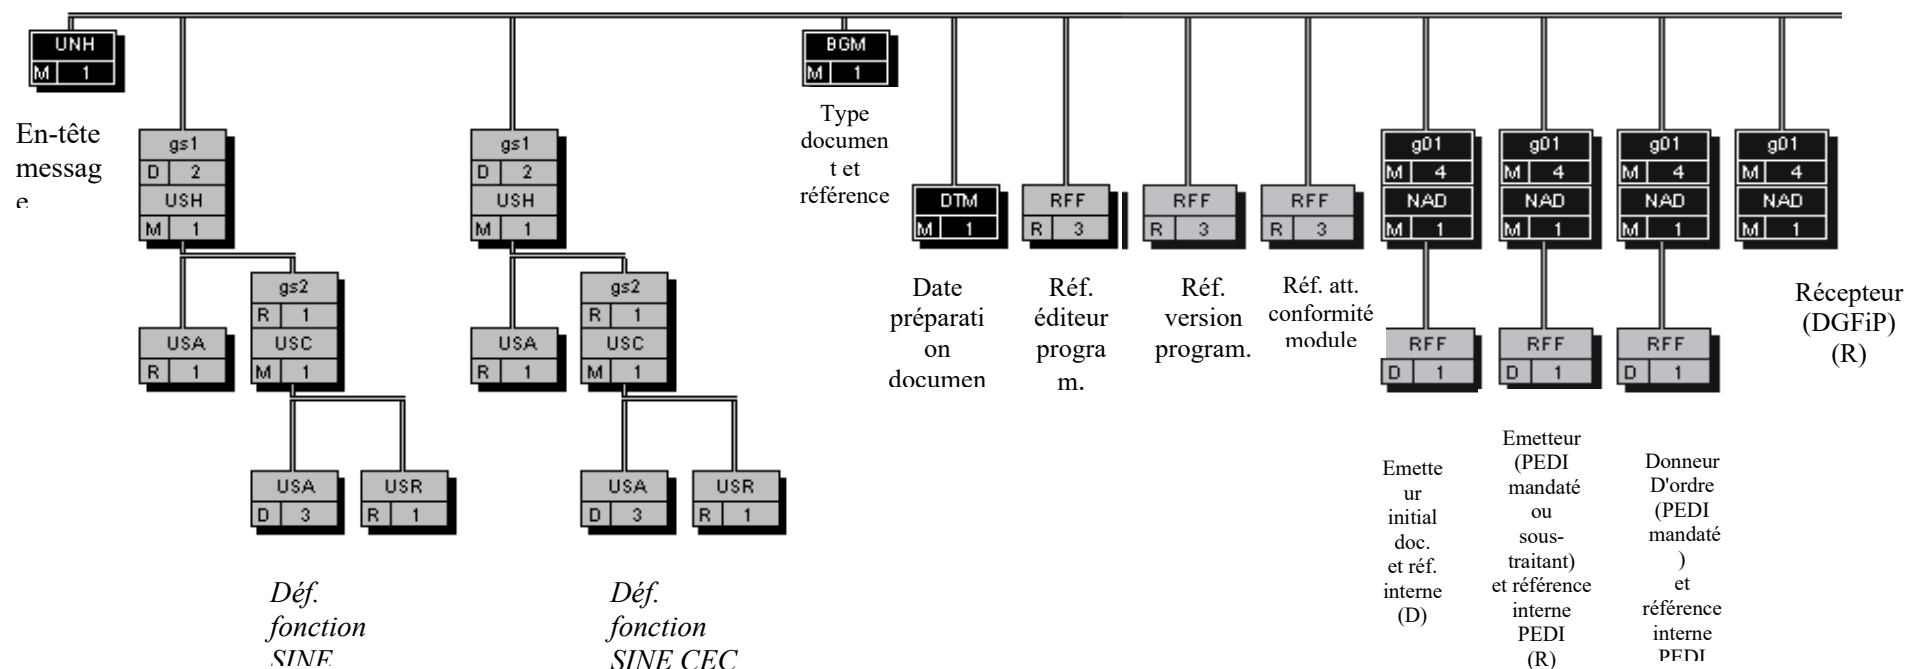 UNH
M 1
En-tête
messag
e
gs1
D 2
USH
M 1
USA
R 1
gs2
R 1
USC
M 1
USA
D 3
USR
R 1
Déf.
fonction
SINE
gs1
D 2
USH
M 1
USA
R 1
gs2
R 1
USC
M 1
USA
D 3
USR
R 1
Déf.
fonction
SINE CEC
BGM
M 1
Type
documen
t et
référence
DTM
M 1
Date
préparati
on
documen
RFF
R 3
Réf.
éditeur
progra
m.
RFF
R 3
Réf.
version
program.
RFF
R 3
Réf. att.
conformité
module
g01
M 4
NAD
M 1
RFF
D 1
Emette
ur
initial
doc.
et réf.
interne
(D)
g01
M 4
NAD
M 1
RFF
D 1
Emetteur
(PEDI
mandaté
ou
sous-
traitant)
et référence
interne
PEDI
(R)
g01
M 4
NAD
M 1
RFF
D 1
Donneur
D'ordre
(PEDI
mandaté
)
et
référence
interne
PEDI
g01
M 4
NAD
M 1
Récepteur
(DGFiP)
(R)